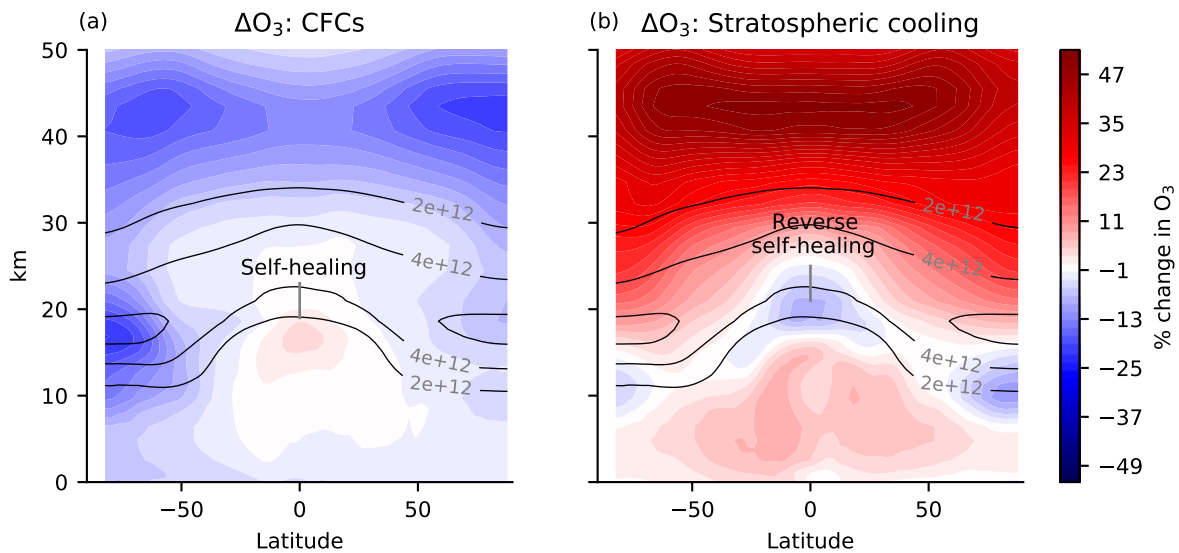 (a)
ΔO₃: CFCs
(b)
ΔO₃: Stratospheric cooling
km
50
40
30
20
10
0
−50
0
50
Latitude
2e+12
4e+12
Self-healing
4e+12
2e+12
−50
0
50
Latitude
2e+12
Reverse
self-healing
4e+12
4e+12
2e+12
47
35
23
11
−1
−13
−25
−37
−49
% change in O₃